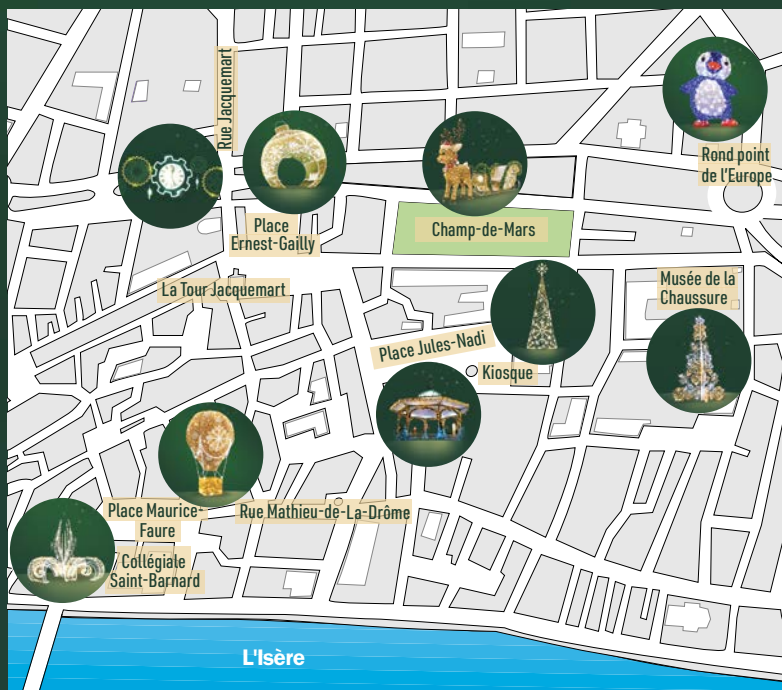 Rue Jacquemart
Rond point
de l'Europe
Place
Ernest-Gailly
Champ-de-Mars
La Tour Jacquemart
Musée de la
Chaussure
Place Jules-Nadi
Kiosque
Place Maurice-
Faure
Rue Mathieu-de-La-Drôme
Collégiale
Saint-Barnard
L'Isère